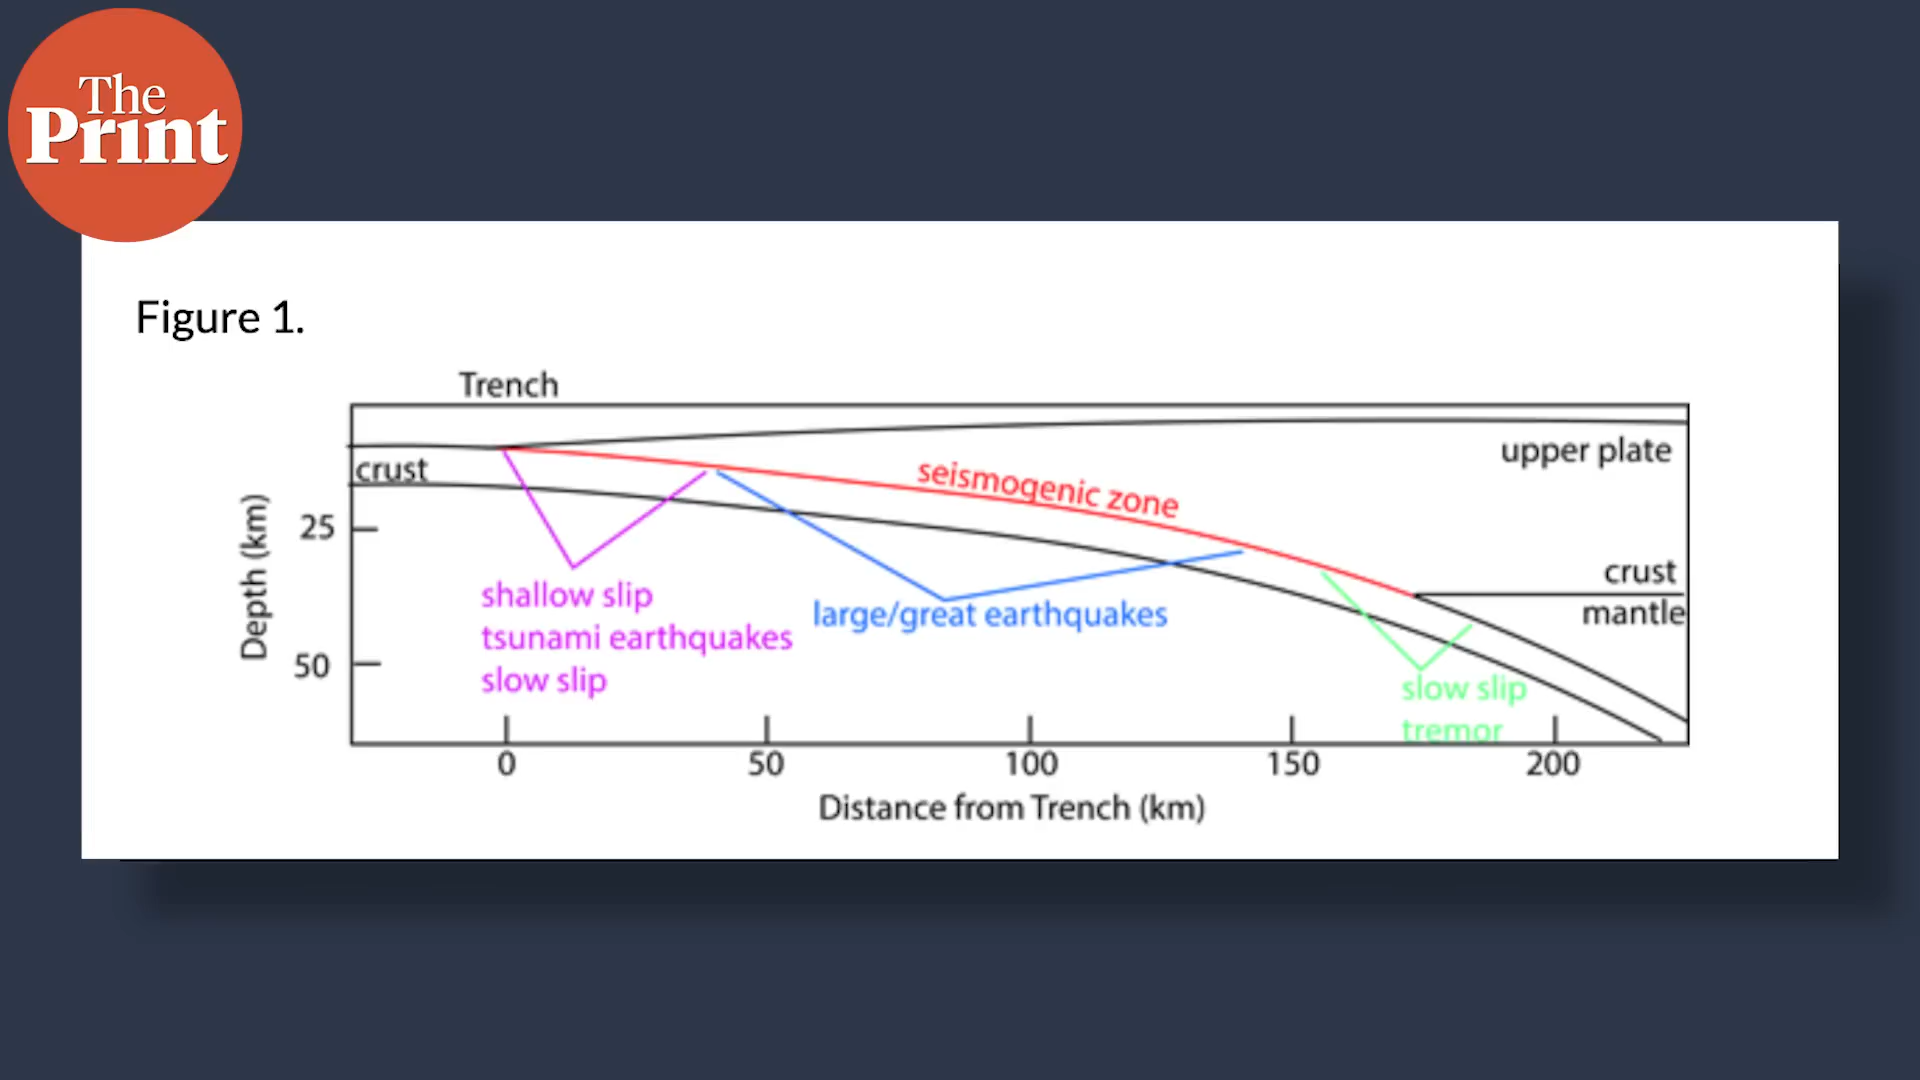 The
Print
Figure 1.
Trench
crust
seismogenic zone
upper plate
Depth (km)
25
50
shallow slip
tsunami earthquakes
slow slip
large/great earthquakes
crust
mantle
slow slip
tremor
0 50 100 150 200
Distance from Trench (km)